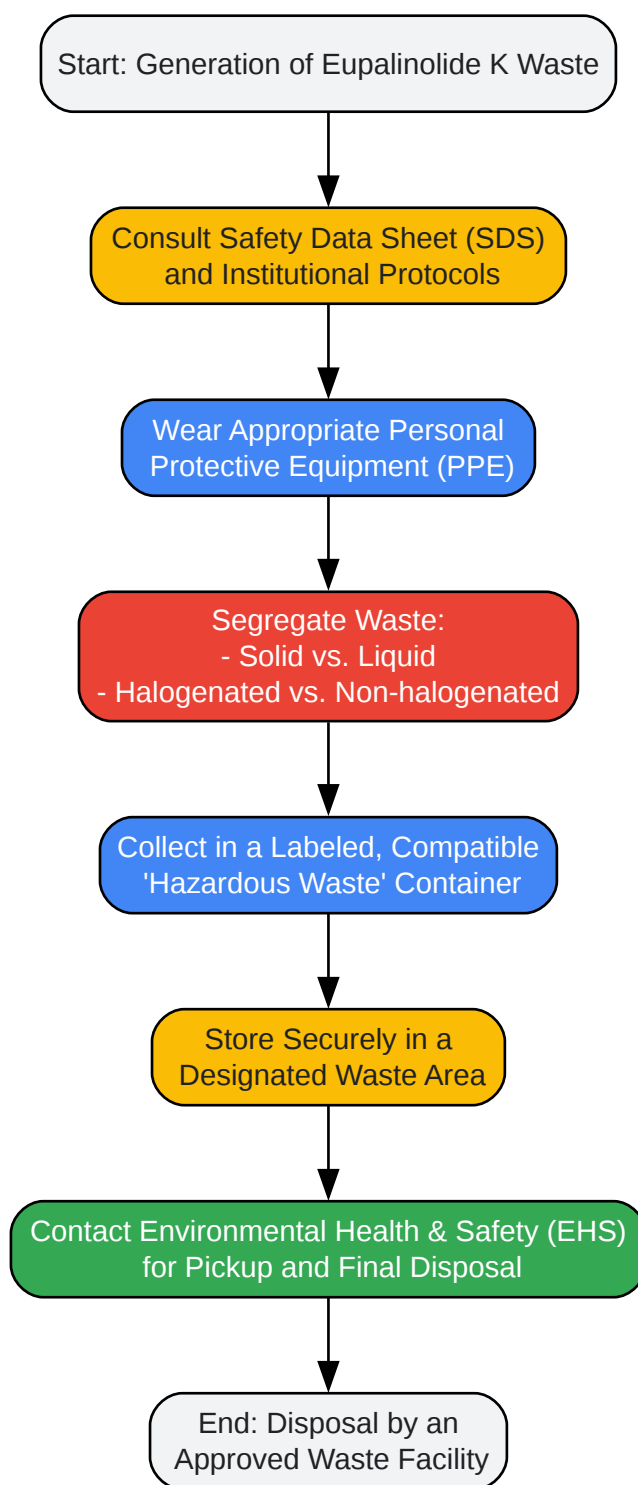 Start: Generation of Eupalinolide K Waste
Consult Safety Data Sheet (SDS)
and Institutional Protocols
Wear Appropriate Personal
Protective Equipment (PPE)
Segregate Waste:
- Solid vs. Liquid
- Halogenated vs. Non-halogenated
Collect in a Labeled, Compatible
'Hazardous Waste' Container
Store Securely in a
Designated Waste Area
Contact Environmental Health & Safety (EHS)
for Pickup and Final Disposal
End: Disposal by an
Approved Waste Facility